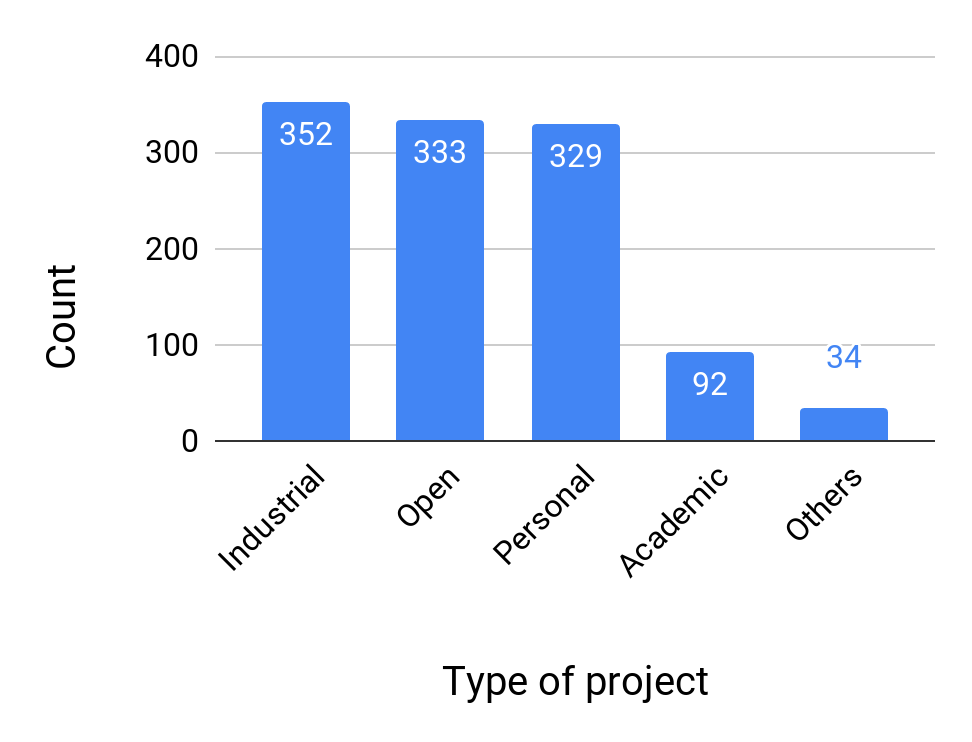 400
300
200
100
0
Count
352
333
329
92
34
Industrial
Open
Personal
Academic
Others
Type of project